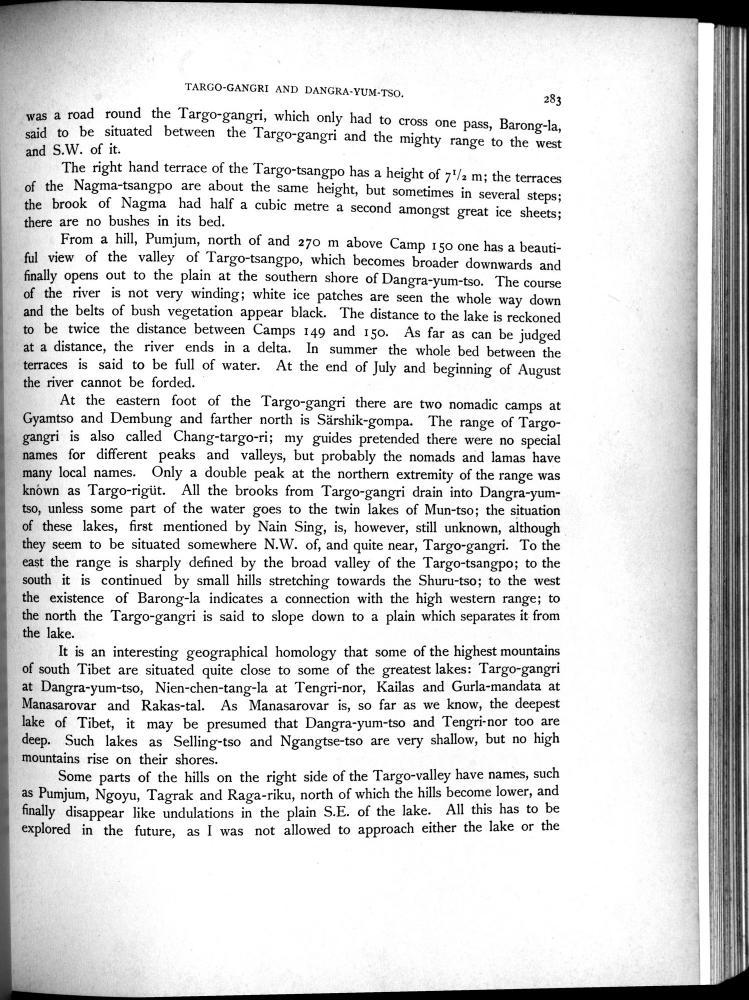 TARGO-GANGRI AND DANGRA-YUM-TSO.
283
was a road round the Targo-gangri, which only had to cross one pass, Barong-la,
said to be situated between the Targo-gangri and the mighty range to the west
and S.W. of it.
The right hand terrace of the Targo-tsangpo has a height of 7 1/2 m; the terraces
of the Nagma-tsangpo are about the same height, but sometimes in several steps;
the brook of Nagma had half a cubic metre a second amongst great ice sheets;
there are no bushes in its bed.
From a hill, Pumjum, north of and 270 m above Camp 150 one has a beauti-
ful view of the valley of Targo-tsangpo, which becomes broader downwards and
finally opens out to the plain at the southern shore of Dangra-yum-tso. The course
of the river is not very winding; white ice patches are seen the whole way down
and the belts of bush vegetation appear black. The distance to the lake is reckoned
to be twice the distance between Camps 149 and 150. As far as can be judged
at a distance, the river ends in a delta. In summer the whole bed between the
terraces is said to be full of water. At the end of July and beginning of August
the river cannot be forded.
At the eastern foot of the Targo-gangri there are two nomadic camps at
Gyamtso and Dembung and farther north is Särshik-gompa. The range of Targo-
gangri is also called Chang-targo-ri; my guides pretended there were no special
names for different peaks and valleys, but probably the nomads and lamas have
many local names. Only a double peak at the northern extremity of the range was
known as Targo-rigüt. All the brooks from Targo-gangri drain into Dangra-yum-
tso, unless some part of the water goes to the twin lakes of Mun-tso; the situation
of these lakes, first mentioned by Nain Sing, is, however, still unknown, although
they seem to be situated somewhere N.W. of, and quite near, Targo-gangri. To the
east the range is sharply defined by the broad valley of the Targo-tsangpo; to the
south it is continued by small hills stretching towards the Shuru-tso; to the west
the existence of Barong-la indicates a connection with the high western range; to
the north the Targo-gangri is said to slope down to a plain which separates it from
the lake.
It is an interesting geographical homology that some of the highest mountains
of south Tibet are situated quite close to some of the greatest lakes: Targo-gangri
at Dangra-yum-tso, Nien-chen-tang-la at Tengri-nor, Kailas and Gurla-mandata at
Manasarovar and Rakas-tal. As Manasarovar is, so far as we know, the deepest
lake of Tibet, it may be presumed that Dangra-yum-tso and Tengri-nor too are
deep. Such lakes as Selling-tso and Ngangtse-tso are very shallow, but no high
mountains rise on their shores.
Some parts of the hills on the right side of the Targo-valley have names, such
as Pumjum, Ngoyu, Tagrak and Raga-riku, north of which the hills become lower, and
finally disappear like undulations in the plain S.E. of the lake. All this has to be
explored in the future, as I was not allowed to approach either the lake or the